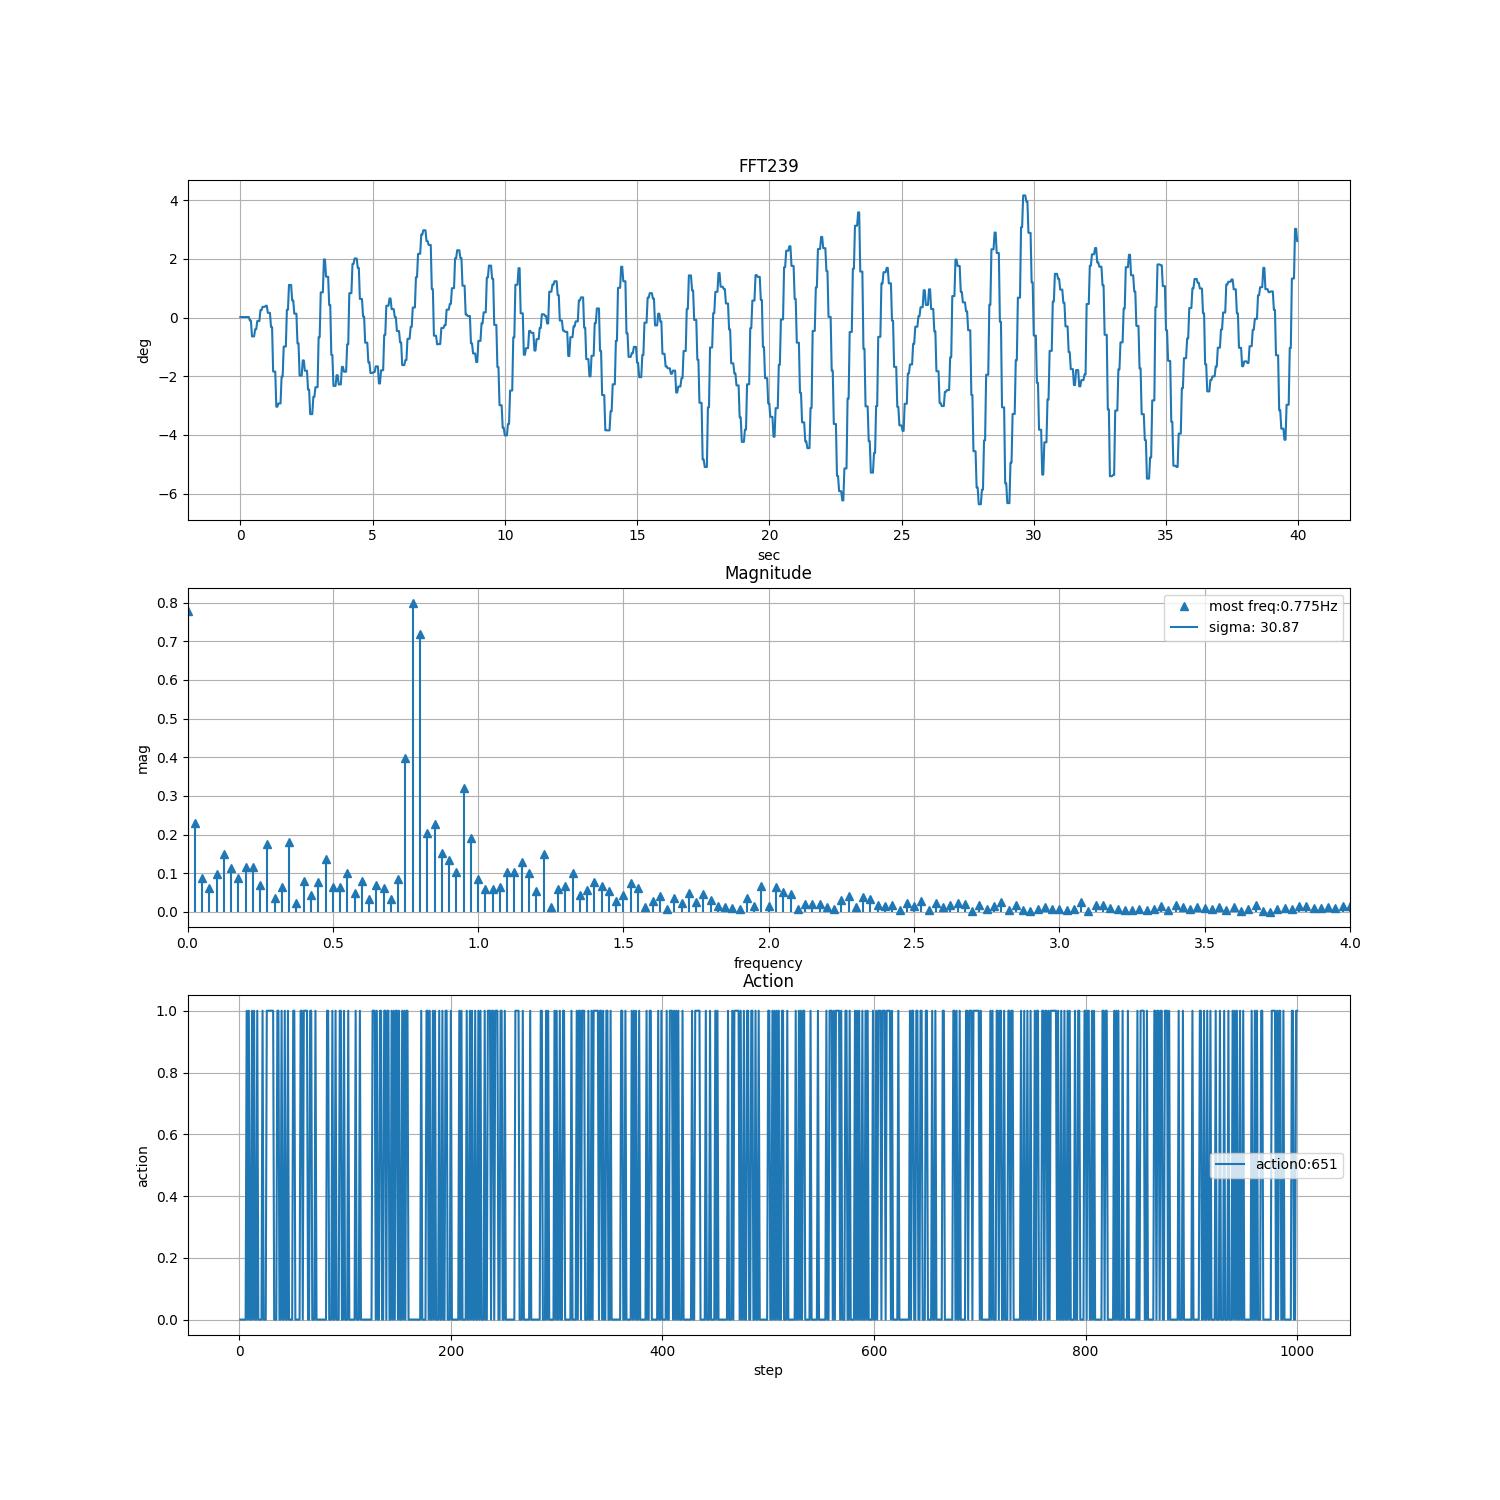 FFT239
4
2
0
−2
−4
−6
deg
0 5 10 15 20 25 30 35 40
sec
Magnitude
0.8
0.7
0.6
0.5
0.4
0.3
0.2
0.1
0.0
mag
most freq:0.775Hz
sigma: 30.87
0.0 0.5 1.0 1.5 2.0 2.5 3.0 3.5 4.0
frequency
Action
1.0
0.8
0.6
0.4
0.2
0.0
action
action0:651
0 200 400 600 800 1000
step